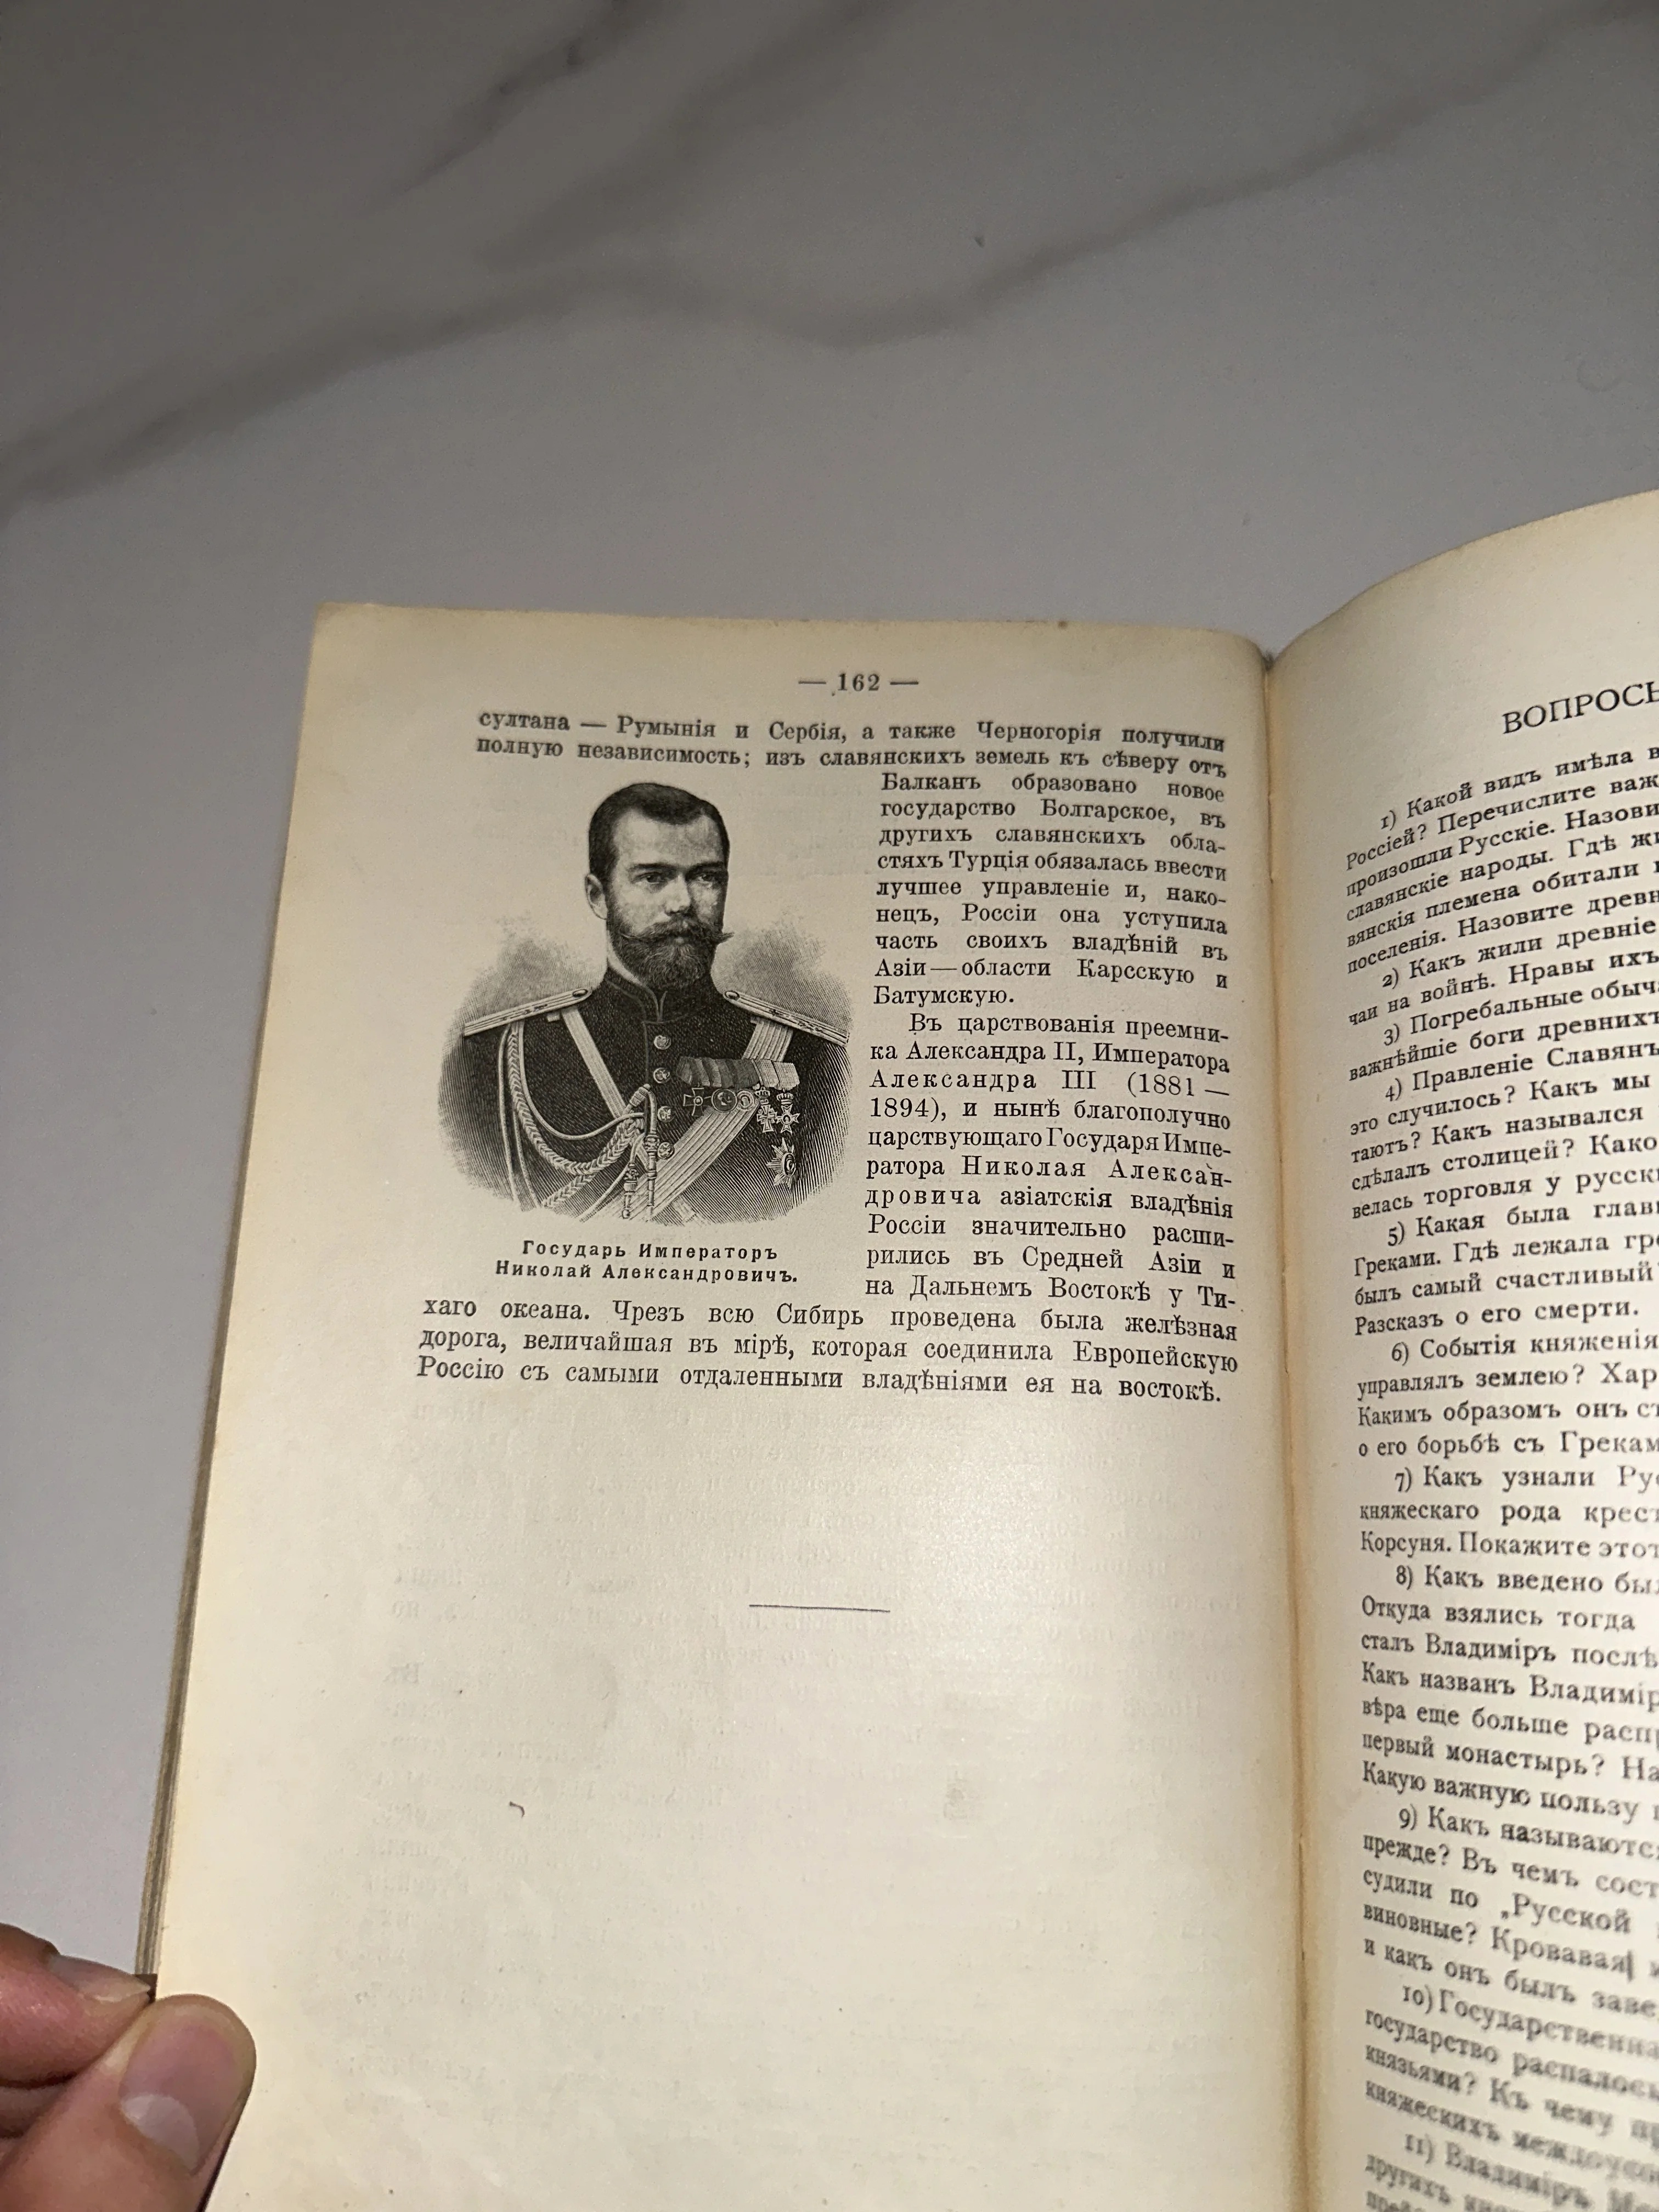 — 162 —
султана — Румынія и Сербія, а также Черногорія получили
полную независимость; изъ славянскихъ земель къ сѣверу отъ
Балканъ образовано новое
государство Болгарское, въ
другихъ славянскихъ обла-
стяхъ Турція обязалась ввести
лучшее управленіе и, нако-
нецъ, Россіи она уступила
часть своихъ владѣній въ
Азіи—области Карсскую и
Батумскую.
Въ царствованія преемни-
ка Александра II, Императора
Александра III (1881 —
1894), и нынѣ благополучно
царствующаго Государя Импе-
ратора Николая Алексан-
дровича азіатскія владѣнія
Россіи значительно расши-
рились въ Средней Азіи и
на Дальнемъ Востокѣ у Ти-
хаго океана. Чрезъ всю Сибирь проведена была желѣзная
дорога, величайшая въ мірѣ, которая соединила Европейскую
Россію съ самыми отдаленными владѣніями ея на востокѣ.
Государь Императоръ
Николай Александровичъ.
ВОПРОСЫ
1) Какой видъ имѣла
Россіей? Перечислите
произошли Русскіе. Назови
славянскіе народы. Гдѣ
вянскія племена обитали
поселенія. Назовите
2) Какъ жили древніе
чаи на войнѣ. Нравы ихъ
3) Погребальные
важнѣйшіе боги древнихъ
4) Правленіе Славянъ
это случилось? Какъ мы
таютъ? Какъ назывался
сдѣлалъ столицей?
велась торговля у
5) Какая была
Греками. Гдѣ лежала
былъ самый счастливый
Разсказъ о его смерти.
6) Событія княженія
управлялъ землею?
Какимъ образомъ онъ
о его борьбѣ съ
7) Какъ узнали
княжескаго рода
Корсуня. Покажите
8) Какъ введено
Откуда взялись тогда
сталъ Владиміръ
Какъ названъ
вѣра еще больше
первый монастырь?
Какую важную пользу
9) Какъ называются
прежде? Въ чемъ
судили по „Русской
виновные? Кровавая
и какъ онъ былъ
10)
государство
князьями? Къ чему
княжескихъ
11) Владиміръ
другихъ